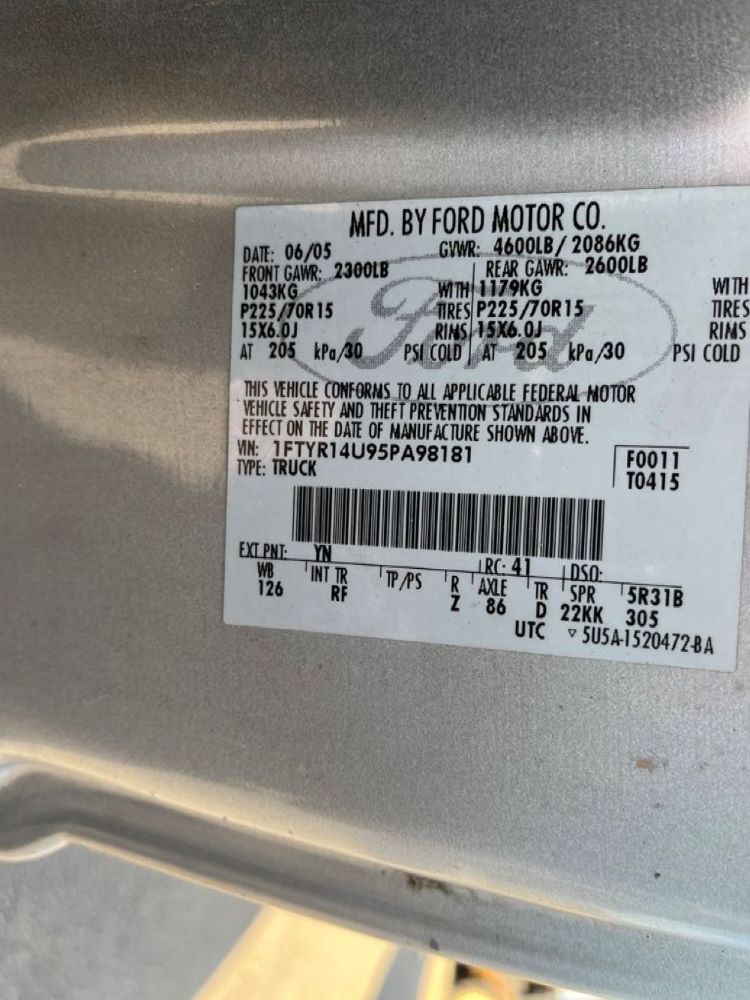 MFD. BY FORD MOTOR CO.
DATE: 06/05 GVWR: 4600LB/ 2086KG
FRONT GAWR: 2300LB REAR GAWR: 2600LB
1043KG WITH 1179KG WITH
P225/70R15 TIRES P225/70R15 TIRES
15X6.0J RIMS 15X6.0J RIMS
AT 205 kPa/30 PSI COLD AT 205 kPa/30 PSI COLD
Ford
THIS VEHICLE CONFORMS TO ALL APPLICABLE FEDERAL MOTOR
VEHICLE SAFETY AND THEFT PREVENTION STANDARDS IN
EFFECT ON THE DATE OF MANUFACTURE SHOWN ABOVE.
VIN: 1FTYR14U95PA98181 F0011
TYPE: TRUCK T0415
EXT PNT: YN RC: 41 DSO:
WB INT TR TP/PS R AXLE TR SPR 5R31B
126 RF Z 86 D 22KK 305
UTC ▽ 5U5A-1520472-BA